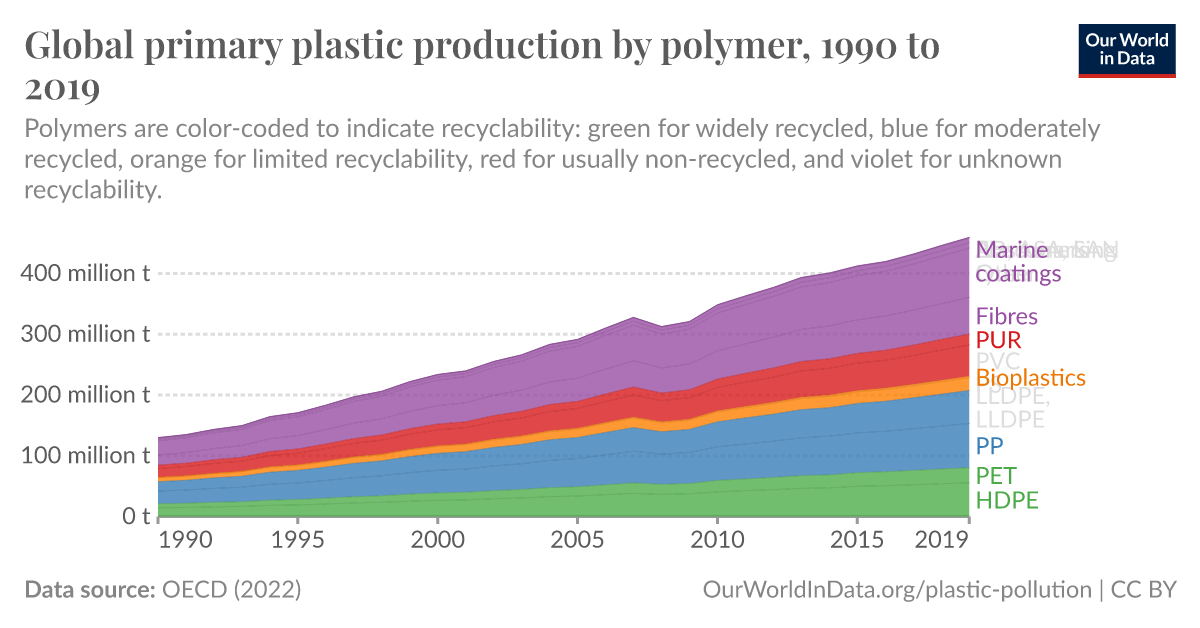 Global primary plastic production by polymer, 1990 to
2019
Our World
in Data
Polymers are color-coded to indicate recyclability: green for widely recycled, blue for moderately
recycled, orange for limited recyclability, red for usually non-recycled, and violet for unknown
recyclability.
400 million t
300 million t
200 million t
100 million t
0 t
Marine
coatings
Fibres
PUR
PVC
Bioplastics
LDPE,
LLDPE
PP
PET
HDPE
1990
1995
2000
2005
2010
2015
2019
Data source: OECD (2022)
OurWorldInData.org/plastic-pollution | CC BY